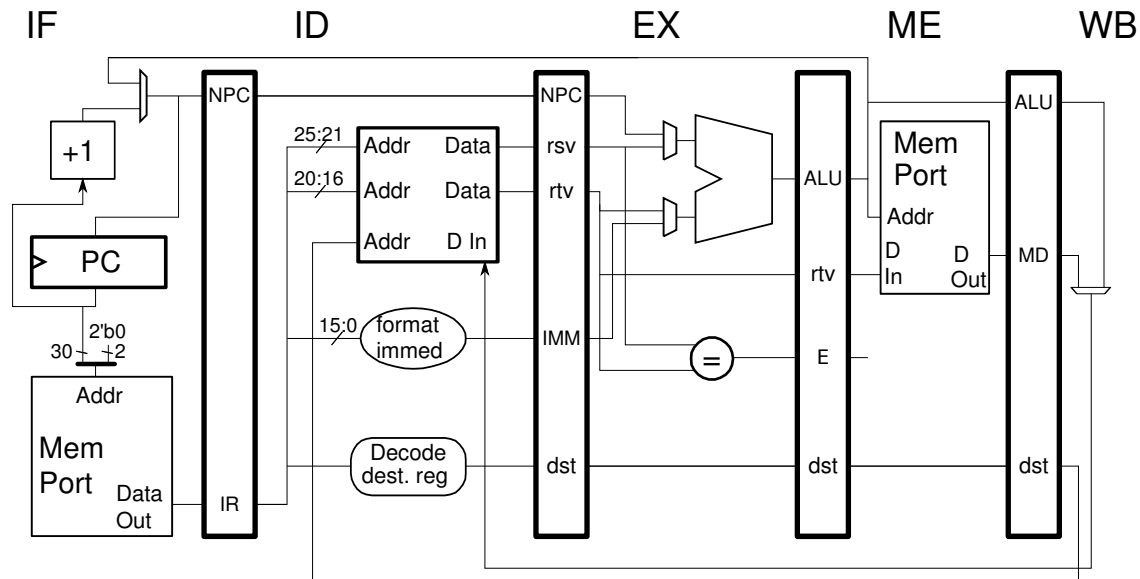 IF ID EX ME WB
NPC
NPC
ALU
+1
25:21
20:16
Addr Data
Addr Data
Addr D In
rsv
rtv
ALU
Mem
Port
Addr
D
In
D
Out
MD
PC
rtv
2'b0
30 2
15:0
format
immed
IMM
=
E
Addr
Mem
Port
Data
Out
IR
Decode
dest. reg
dst
dst
dst